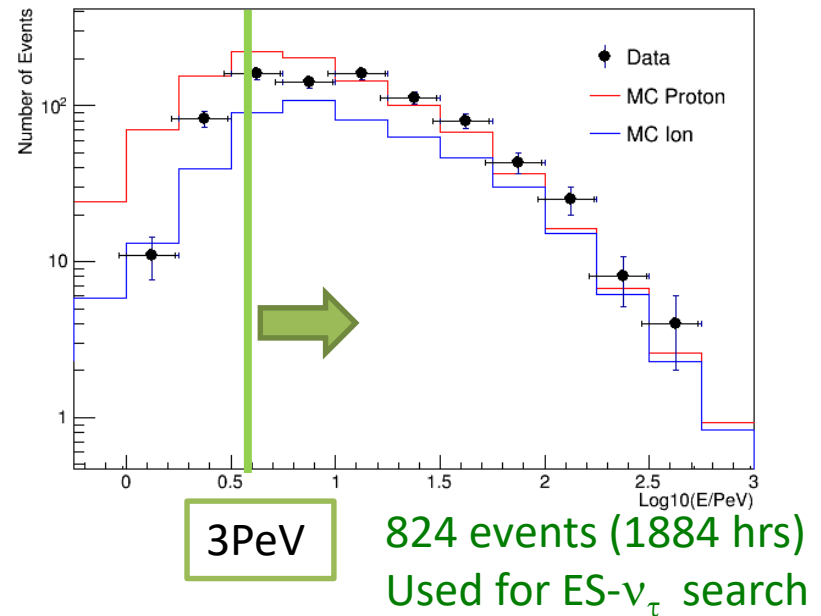 Number of Events
10²
10
1
Data
MC Proton
MC Ion
0
0.5
1
1.5
2
2.5
3
Log10(E/PeV)
3PeV
824 events (1884 hrs)
Used for ES-ντ search